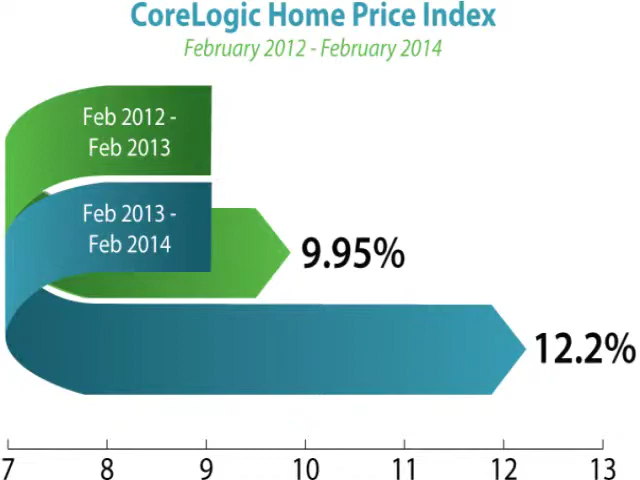 CoreLogic Home Price Index
February 2012 - February 2014
Feb 2012 -
Feb 2013
Feb 2013 -
Feb 2014
9.95%
12.2%
7 8 9 10 11 12 13